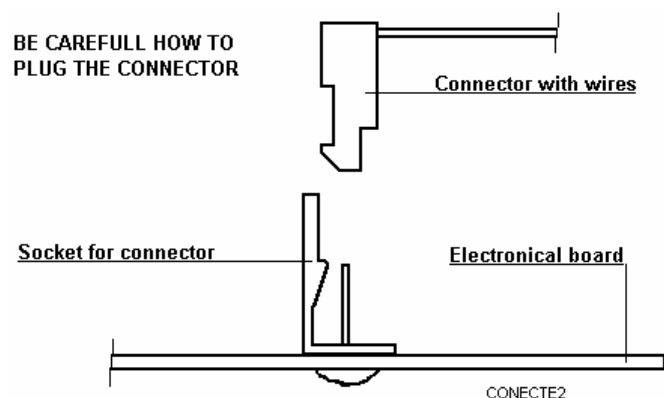 BE CAREFULL HOW TO
PLUG THE CONNECTOR
Connector with wires
Socket for connector
Electronical board
CONECTE2